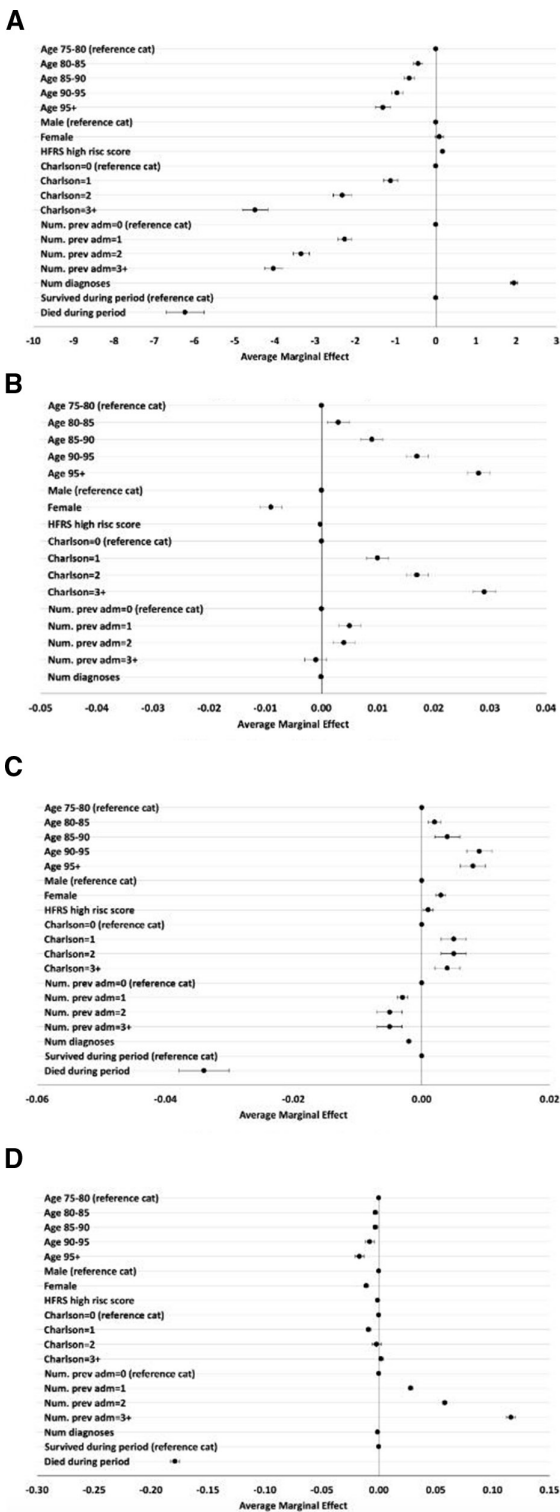 A
Age 75-80 (reference cat)
Age 80-85
Age 85-90
Age 90-95
Age 95+
Male (reference cat)
Female
HFRS high risc score
Charlson=0 (reference cat)
Charlson=1
Charlson=2
Charlson=3+
Num. prev adm=0 (reference cat)
Num. prev adm=1
Num. prev adm=2
Num. prev adm=3+
Num diagnoses
Survived during period (reference cat)
Died during period
-10 -9 -8 -7 -6 -5 -4 -3 -2 -1 0 1 2 3
Average Marginal Effect
B
Age 75-80 (reference cat)
Age 80-85
Age 85-90
Age 90-95
Age 95+
Male (reference cat)
Female
HFRS high risc score
Charlson=0 (reference cat)
Charlson=1
Charlson=2
Charlson=3+
Num. prev adm=0 (reference cat)
Num. prev adm=1
Num. prev adm=2
Num. prev adm=3+
Num diagnoses
-0.05 -0.04 -0.03 -0.02 -0.01 0.00 0.01 0.02 0.03 0.04
Average Marginal Effect
C
Age 75-80 (reference cat)
Age 80-85
Age 85-90
Age 90-95
Age 95+
Male (reference cat)
Female
HFRS high risc score
Charlson=0 (reference cat)
Charlson=1
Charlson=2
Charlson=3+
Num. prev adm=0 (reference cat)
Num. prev adm=1
Num. prev adm=2
Num. prev adm=3+
Num diagnoses
Survived during period (reference cat)
Died during period
-0.06 -0.04 -0.02 0.00 0.02
Average Marginal Effect
D
Age 75-80 (reference cat)
Age 80-85
Age 85-90
Age 90-95
Age 95+
Male (reference cat)
Female
HFRS high risc score
Charlson=0 (reference cat)
Charlson=1
Charlson=2
Charlson=3+
Num. prev adm=0 (reference cat)
Num. prev adm=1
Num. prev adm=2
Num. prev adm=3+
Num diagnoses
Survived during period (reference cat)
Died during period
-0.30 -0.25 -0.20 -0.15 -0.10 -0.05 0.00 0.05 0.10 0.15
Average Marginal Effect